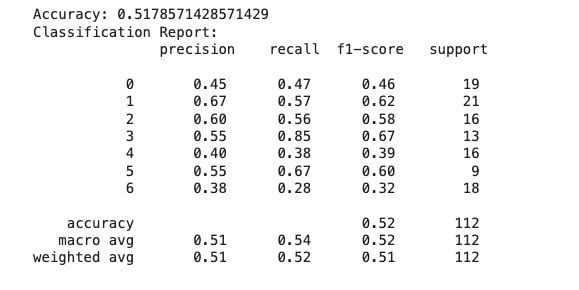 Accuracy: 0.5178571428571429
Classification Report:
precision recall f1-score support
0 0.45 0.47 0.46 19
1 0.67 0.57 0.62 21
2 0.60 0.56 0.58 16
3 0.55 0.85 0.67 13
4 0.40 0.38 0.39 16
5 0.55 0.67 0.60 9
6 0.38 0.28 0.32 18
accuracy 0.52 112
macro avg 0.51 0.54 0.52 112
weighted avg 0.51 0.52 0.51 112